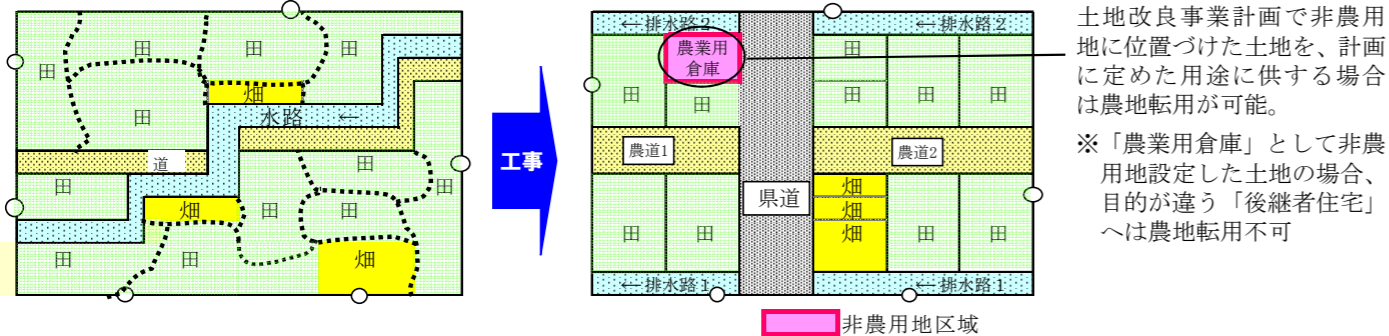 田
田
田
田
田
畑
水路 ←
道
田
田
田
畑
田
田
田
田
畑
工事
←排水路2
←排水路2
農業用
倉庫
田
田
田
田
田
田
農道1
農道2
県道
畑
畑
畑
田
田
田
田
←排水路1
←排水路1
非農用地区域
土地改良事業計画で非農用
地に位置づけた土地を、計画
に定めた用途に供する場合
は農地転用が可能。
※「農業用倉庫」として非農
用地設定した土地の場合、
目的が違う「後継者住宅」
へは農地転用不可